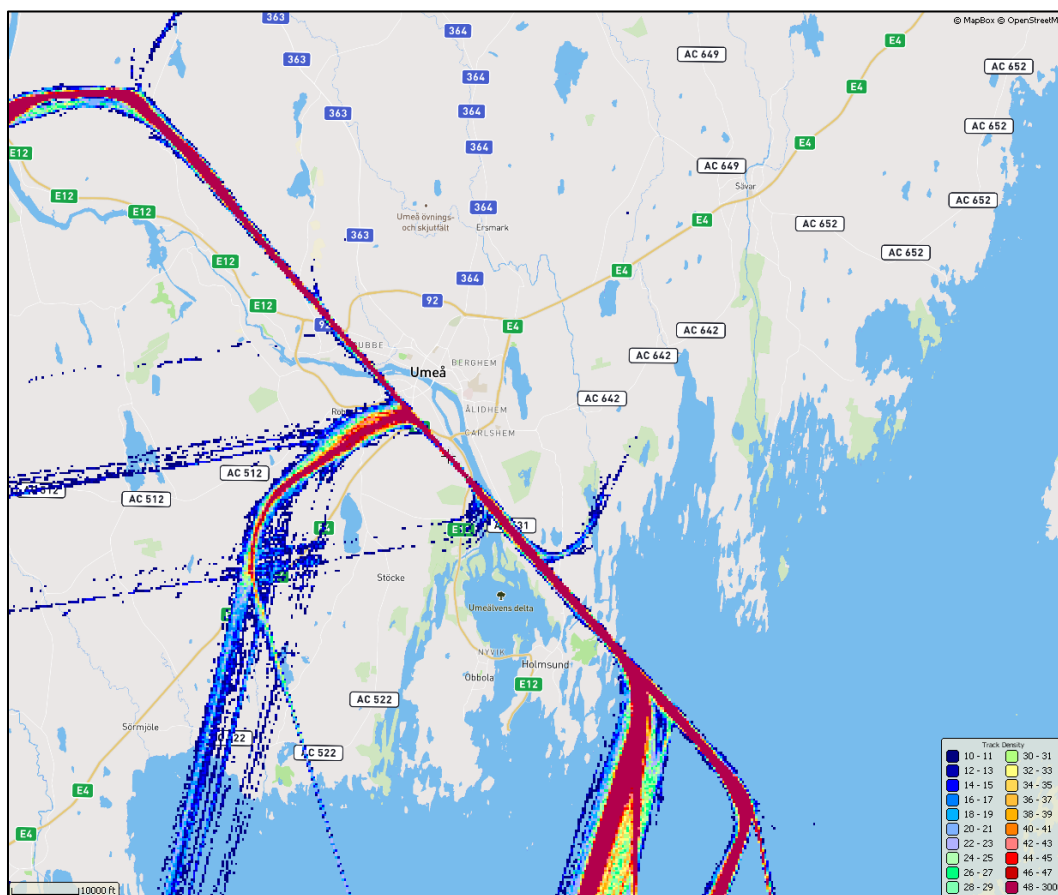 © MapBox © OpenStreetM
363
364
E4
AC 649
AC 652
363
364
E4
363
364
AC 652
E12
364
E4
AC 649
Sävar
E12
E12
Umeå övnings-
och skjutfält
364
Ersmark
363
E4
AC 652
AC 652
AC 652
E12
364
E4
E12
92
E4
AC 642
UBBE
BERGHEM
AC 642
Umeå
AC 642
ÅLIDHEM
CARLSHEM
AC 512
AC 512
E4
31
Stöcke
Umeälvens delta
NYVIK
Holmsund
Obbola
E12
AC 522
Sörmjöle
22
AC 522
E4
E4
10000 ft
Track Density
10 - 11
30 - 31
12 - 13
32 - 33
14 - 15
34 - 35
16 - 17
36 - 37
18 - 19
38 - 39
20 - 21
40 - 41
22 - 23
42 - 43
24 - 25
44 - 45
26 - 27
46 - 47
28 - 29
48 - 300